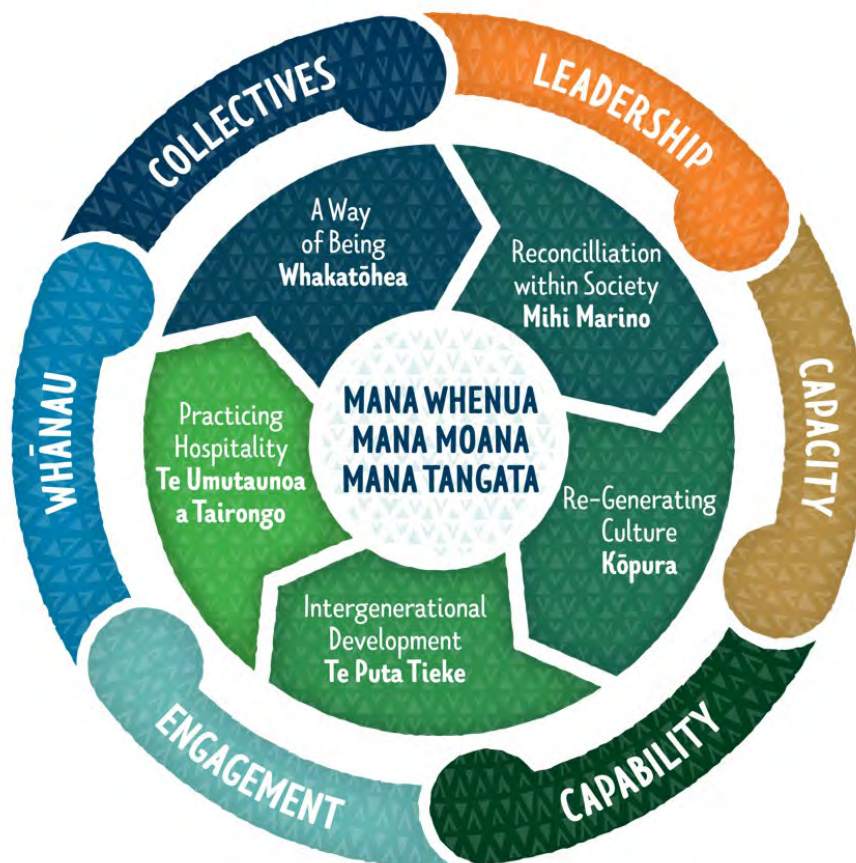 COLLECTIVES
LEADERSHIP
CAPACITY
CAPABILITY
ENGAGEMENT
WHĀNAU
A Way
of Being
Whakatōhea
Reconcilliation
within Society
Mihi Marino
Re-Generating
Culture
Kōpura
Intergenerational
Development
Te Puta Tieke
Practicing
Hospitality
Te Umutaunoa
a Tairongo
MANA WHENUA
MANA MOANA
MANA TANGATA